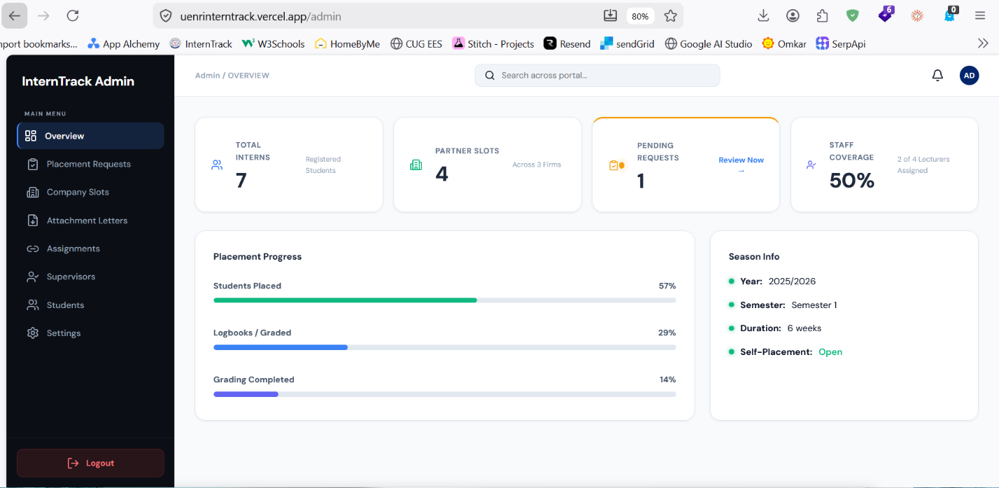 uenrinterntrack.vercel.app/admin
80%
6
0
nport bookmarks...
App Alchemy
InternTrack
W3Schools
HomeByMe
CUG EES
Stitch - Projects
Resend
sendGrid
Google AI Studio
Omkar
SerpApi
InternTrack Admin
MAIN MENU
Overview
Placement Requests
Company Slots
Attachment Letters
Assignments
Supervisors
Students
Settings
Logout
Admin / OVERVIEW
Search across portal...
AD
TOTAL
INTERNS
7
Registered
Students
PARTNER SLOTS
4
Across 3 Firms
PENDING
REQUESTS
1
Review Now
→
STAFF
COVERAGE
50%
2 of 4 Lecturers
Assigned
Placement Progress
Students Placed 57%
Logbooks / Graded 29%
Grading Completed 14%
Season Info
Year: 2025/2026
Semester: Semester 1
Duration: 6 weeks
Self-Placement: Open